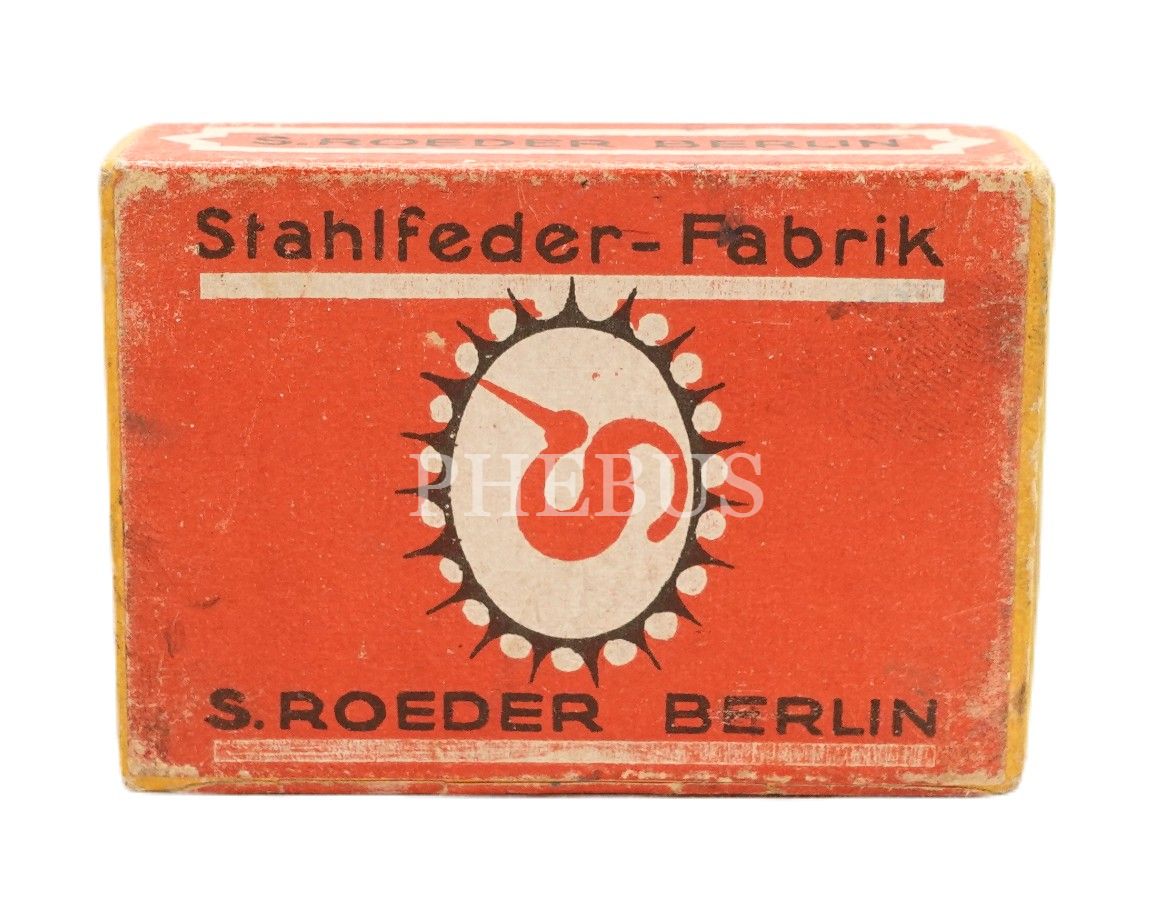 S. ROEDER BERLIN
Stahlfeder-Fabrik
PHEBUS
S. ROEDER BERLIN